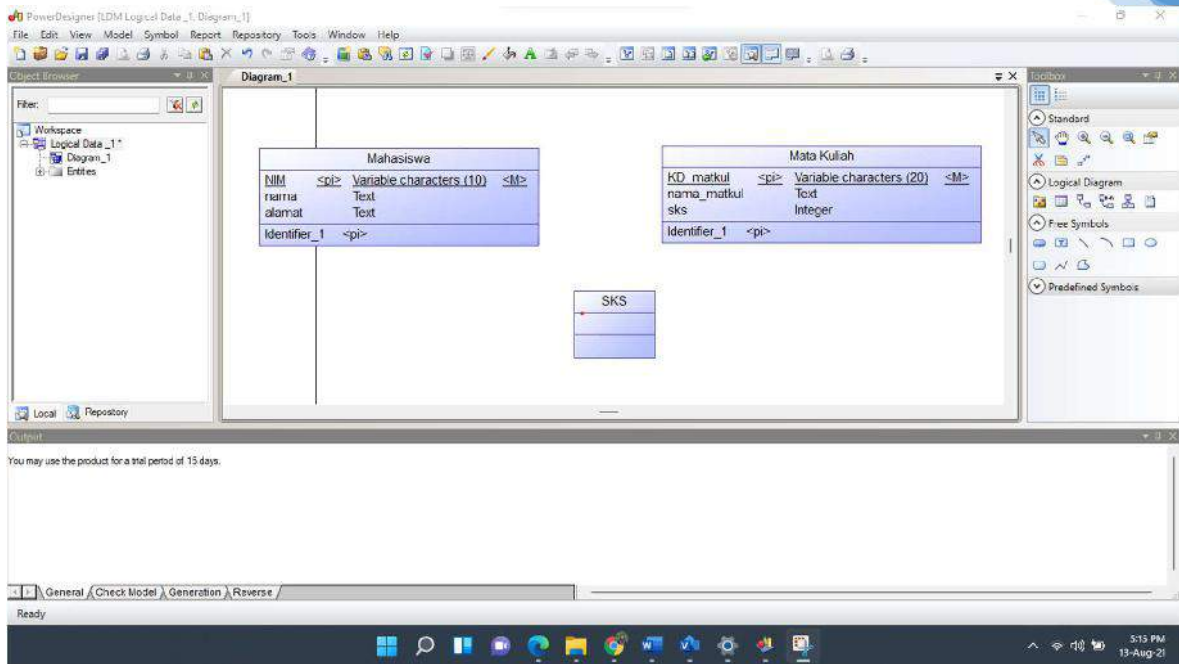 PowerDesigner [LDM Logical Data _1, Diagram_1]
File Edit View Model Symbol Report Repository Tools Window Help
Object Browser
Filter:
Workspace
Logical Data _1 *
Diagram_1
Entities
Local Repository
Diagram_1
Mahasiswa
NIM <pi> Variable characters (10) <M>
nama Text
alamat Text
Identifier_1 <pi>
Mata Kuliah
KD_matkul <pi> Variable characters (20) <M>
nama_matkul Text
sks Integer
Identifier_1 <pi>
SKS
Toolbox
Standard
Logical Diagram
Free Symbols
Predefined Symbols
Output
You may use the product for a trial period of 15 days.
General Check Model Generation Reverse
Ready
5:15 PM
13-Aug-21